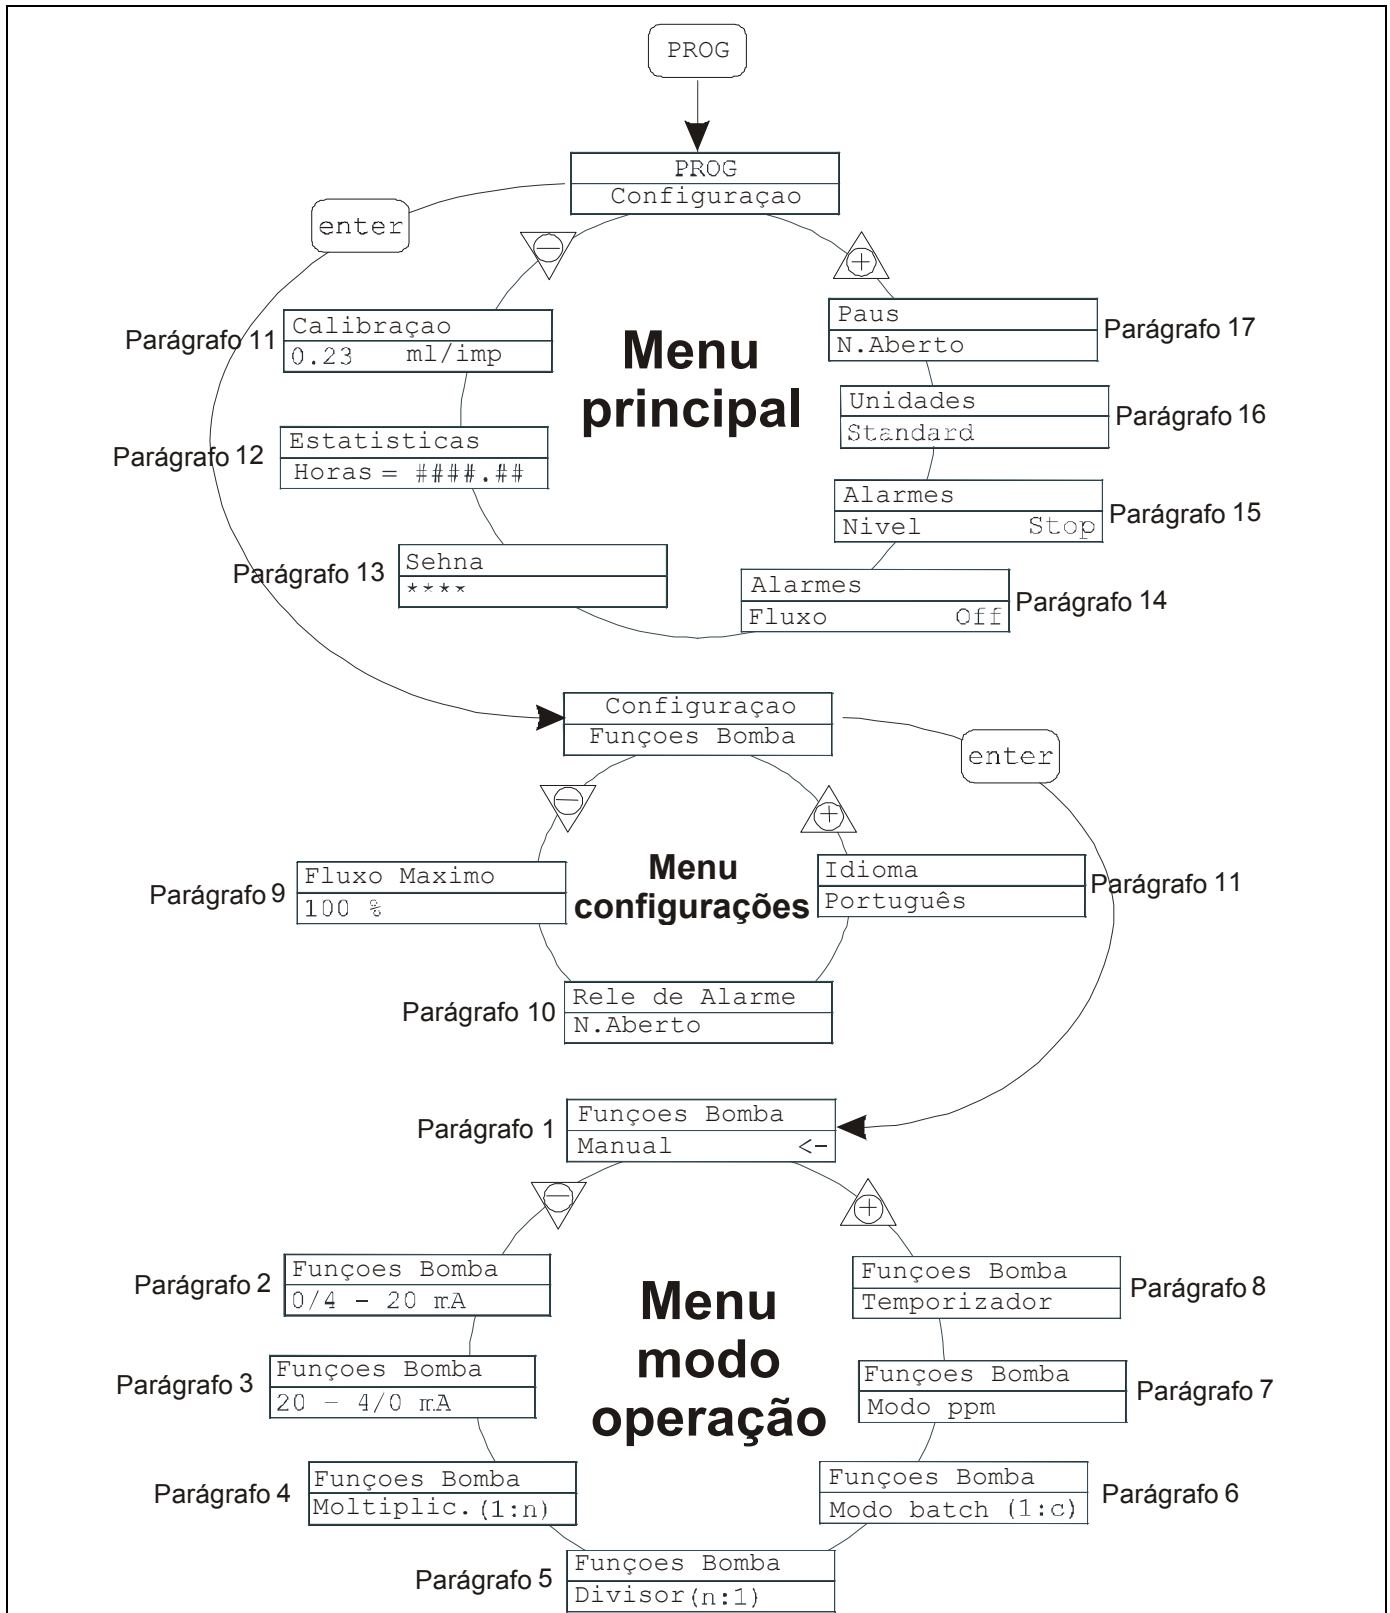 PROG
PROG
Configuraçao
enter
Parágrafo 11
Calibraçao
0.23 ml/imp
Menu
principal
Paus
N.Aberto
Parágrafo 17
Unidades
Standard
Parágrafo 16
Parágrafo 12
Estatisticas
Horas = ####.##
Alarmes
Nivel Stop
Parágrafo 15
Parágrafo 13
Sehna
****
Alarmes
Fluxo Off
Parágrafo 14
Configuraçao
Funçoes Bomba
enter
Parágrafo 9
Fluxo Maximo
100 %
Menu
configurações
Idioma
Português
Parágrafo 11
Parágrafo 10
Rele de Alarme
N.Aberto
Parágrafo 1
Funçoes Bomba
Manual <-
Parágrafo 2
Funçoes Bomba
0/4 - 20 mA
Menu
modo
operação
Funçoes Bomba
Temporizador
Parágrafo 8
Parágrafo 3
Funçoes Bomba
20 - 4/0 mA
Funçoes Bomba
Modo ppm
Parágrafo 7
Parágrafo 4
Funçoes Bomba
Moltiplic. (1:n)
Funçoes Bomba
Modo batch (1:c)
Parágrafo 6
Parágrafo 5
Funçoes Bomba
Divisor (n:1)